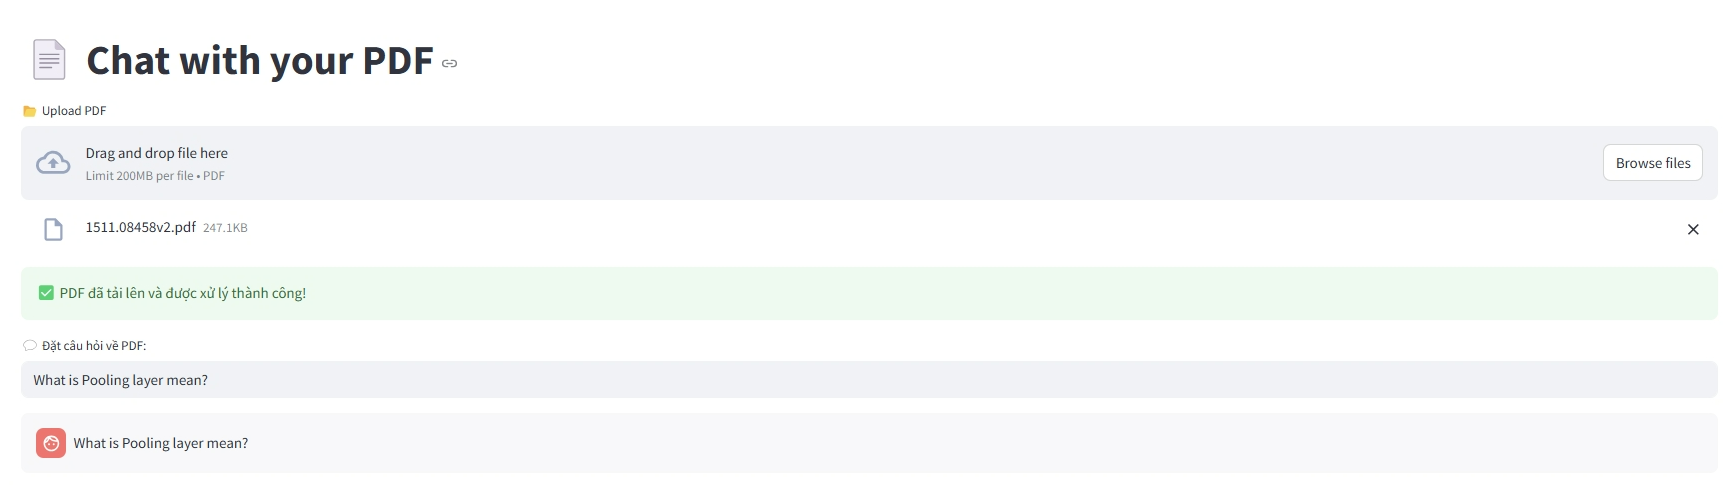 Chat with your PDF
Upload PDF
Drag and drop file here
Limit 200MB per file • PDF
Browse files
1511.08458v2.pdf 247.1KB
PDF đã tải lên và được xử lý thành công!
Đặt câu hỏi về PDF:
What is Pooling layer mean?
What is Pooling layer mean?